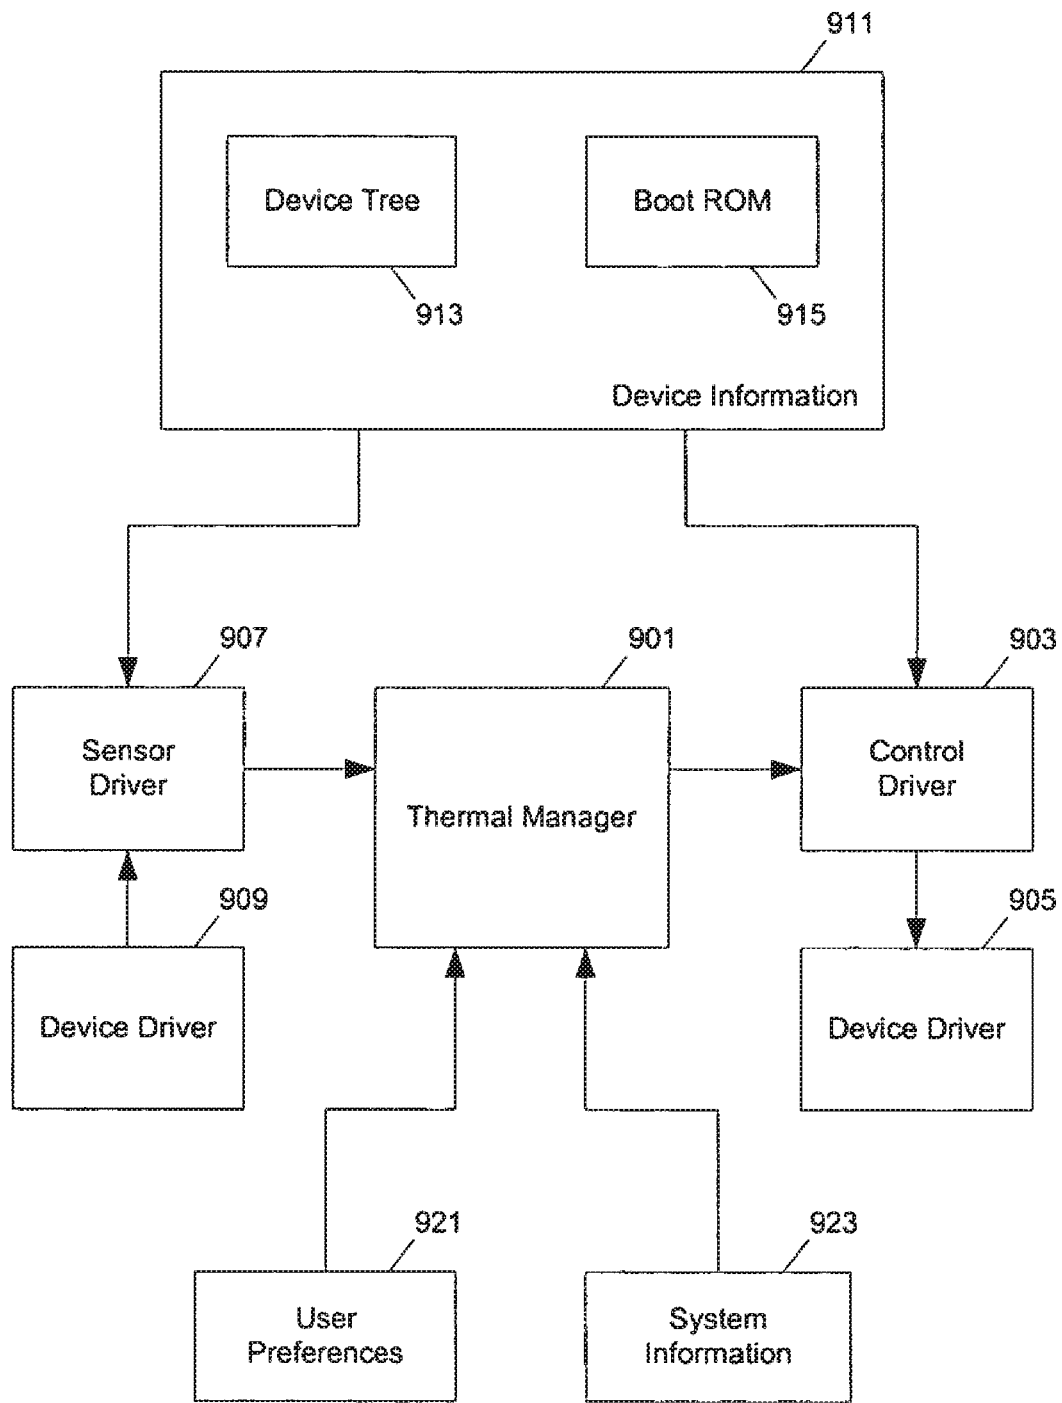 911
Device Tree
Boot ROM
913
915
Device Information
907
901
903
Sensor
Driver
Thermal Manager
Control
Driver
909
905
Device Driver
Device Driver
921
923
User
Preferences
System
Information